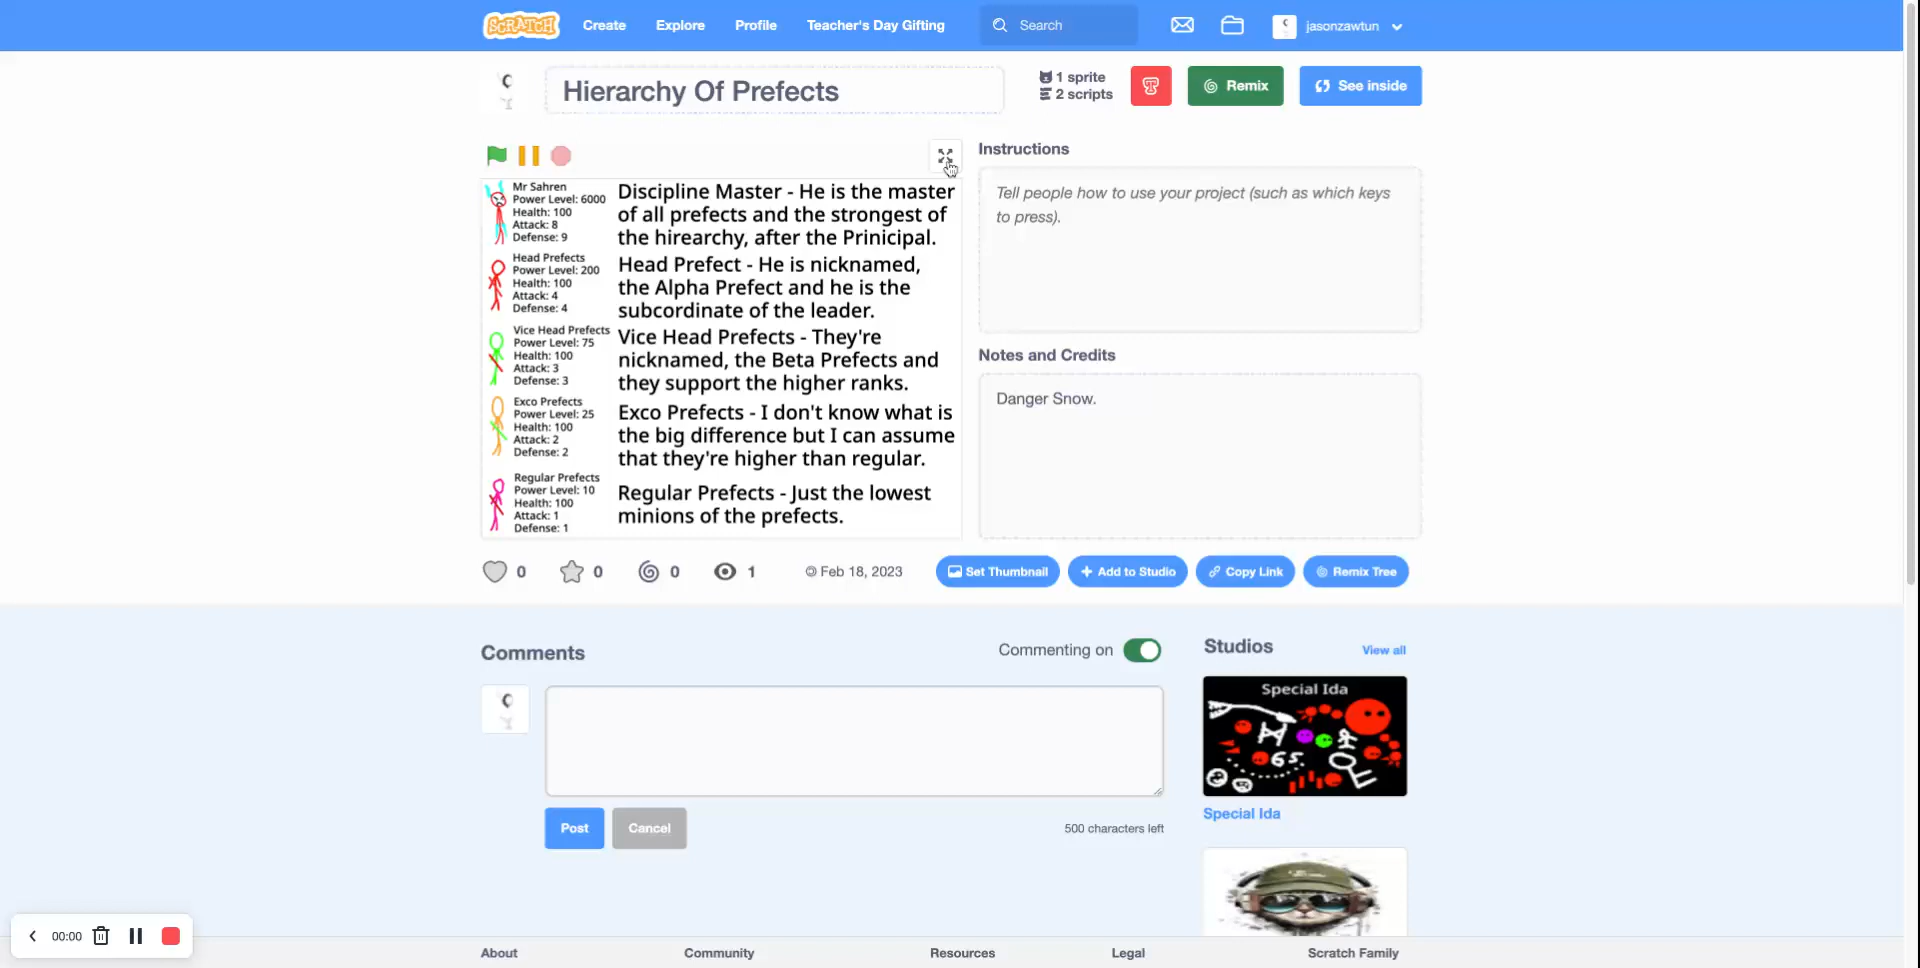 SCRATCH Create Explore Profile Teacher's Day Gifting Search jasonzawtun
Hierarchy Of Prefects
1 sprite
2 scripts
Remix
See inside
Mr Sahren
Power Level: 6000
Health: 100
Attack: 8
Defense: 9
Discipline Master - He is the master
of all prefects and the strongest of
the hirearchy, after the Prinicipal.
Head Prefects
Power Level: 200
Health: 100
Attack: 4
Defense: 4
Head Prefect - He is nicknamed,
the Alpha Prefect and he is the
subcordinate of the leader.
Vice Head Prefects
Power Level: 75
Health: 100
Attack: 3
Defense: 3
Vice Head Prefects - They're
nicknamed, the Beta Prefects and
they support the higher ranks.
Exco Prefects
Power Level: 25
Health: 100
Attack: 2
Defense: 2
Exco Prefects - I don't know what is
the big difference but I can assume
that they're higher than regular.
Regular Prefects
Power Level: 10
Health: 100
Attack: 1
Defense: 1
Regular Prefects - Just the lowest
minions of the prefects.
Instructions
Tell people how to use your project (such as which keys
to press).
Notes and Credits
Danger Snow.
0 0 0 1 © Feb 18, 2023 Set Thumbnail Add to Studio Copy Link Remix Tree
Comments
Commenting on
Post Cancel 500 characters left
Studios View all
Special Ida
65
Special Ida
00:00
About Community Resources Legal Scratch Family